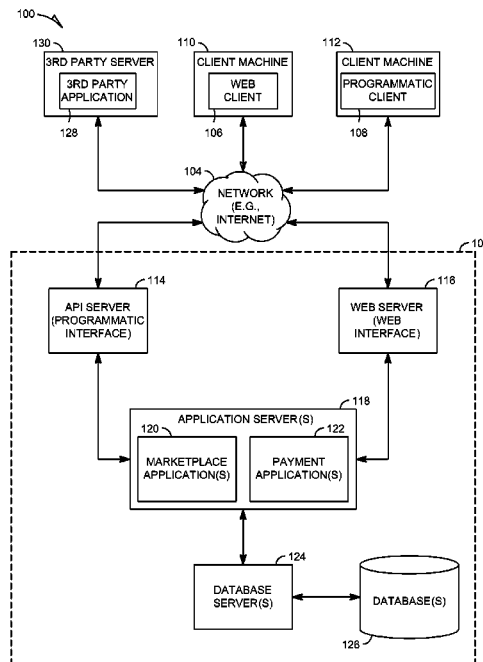 100
130
3RD PARTY SERVER
3RD PARTY
APPLICATION
128
110
CLIENT MACHINE
WEB
CLIENT
106
112
CLIENT MACHINE
PROGRAMMATIC
CLIENT
108
104
NETWORK
(E.G.,
INTERNET)
10
114
API SERVER
(PROGRAMMATIC
INTERFACE)
116
WEB SERVER
(WEB
INTERFACE)
118
APPLICATION SERVER(S)
120
MARKETPLACE
APPLICATION(S)
122
PAYMENT
APPLICATION(S)
124
DATABASE
SERVER(S)
DATABASE(S)
126